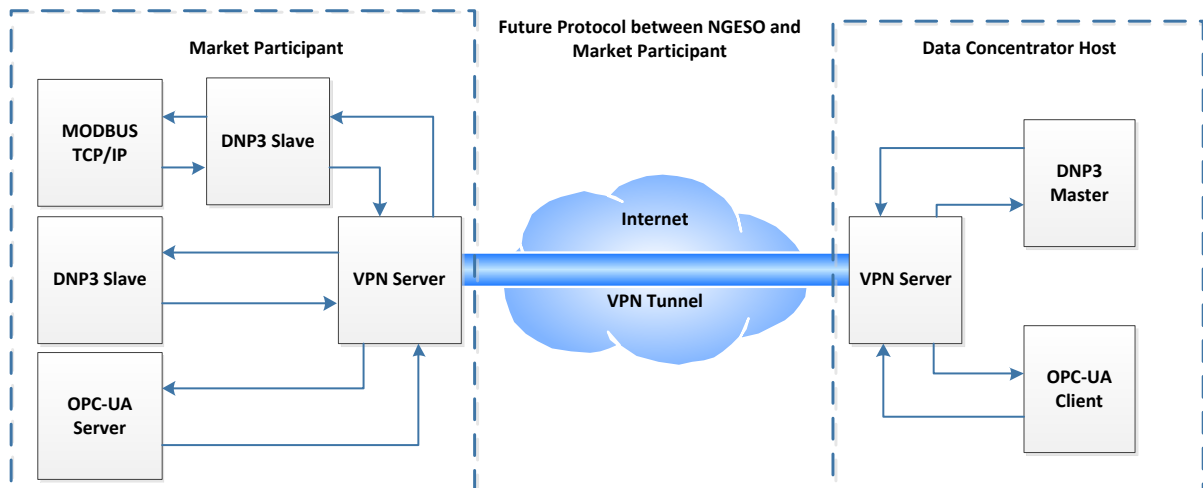 Market Participant
MODBUS
TCP/IP
DNP3 Slave
DNP3 Slave
OPC-UA
Server
VPN Server
Future Protocol between NGESO and
Market Participant
Internet
VPN Tunnel
Data Concentrator Host
VPN Server
DNP3
Master
OPC-UA
Client